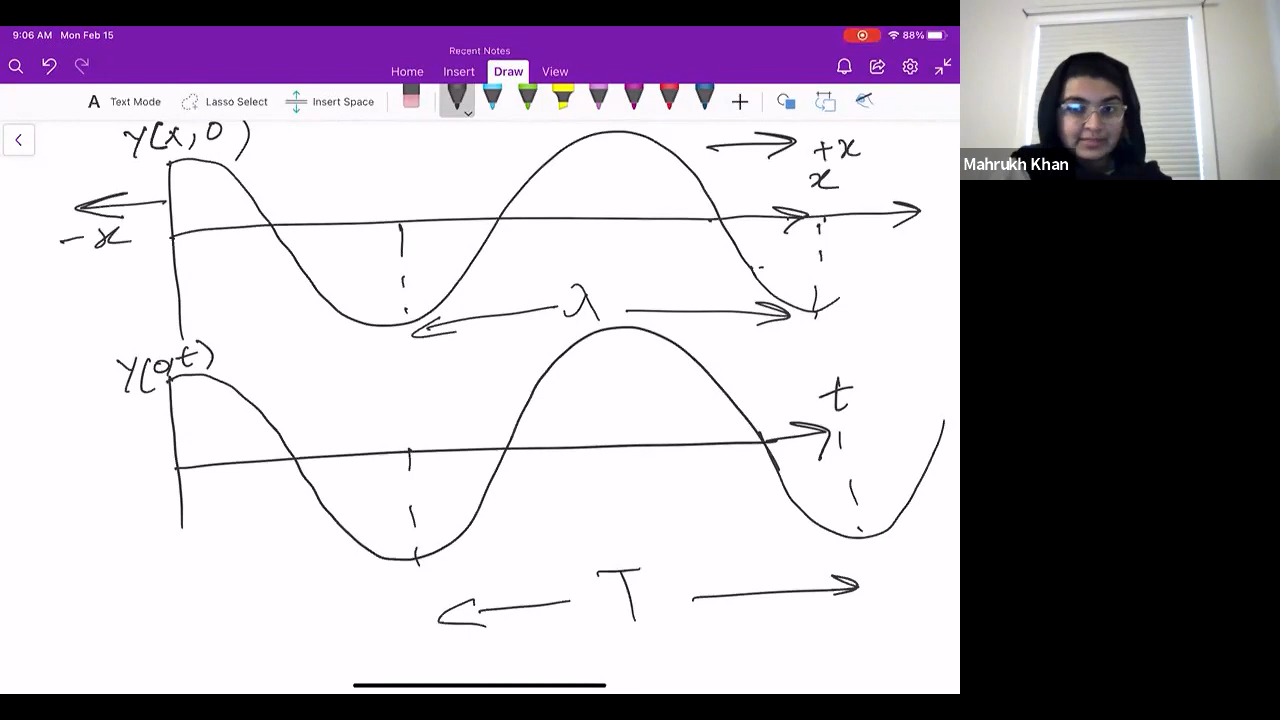 9:06 AM Mon Feb 15
88%
Recent Notes
Home Insert Draw View
Text Mode Lasso Select Insert Space
Y(x, 0)
+x
x
-x
λ
Mahrukh Khan
Y(0,t)
t
T